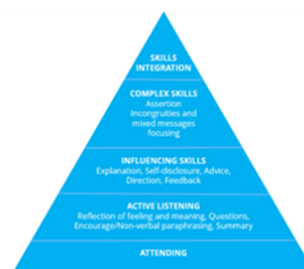 SKILLS
INTEGRATION
COMPLEX SKILLS
Assertion
Incongruities and
mixed messages
focusing
INFLUENCING SKILLS
Explanation, Self-disclosure, Advice,
Direction, Feedback
ACTIVE LISTENING
Reflection of feeling and meaning, Questions,
Encourage/Non-verbal paraphrasing, Summary
ATTENDING